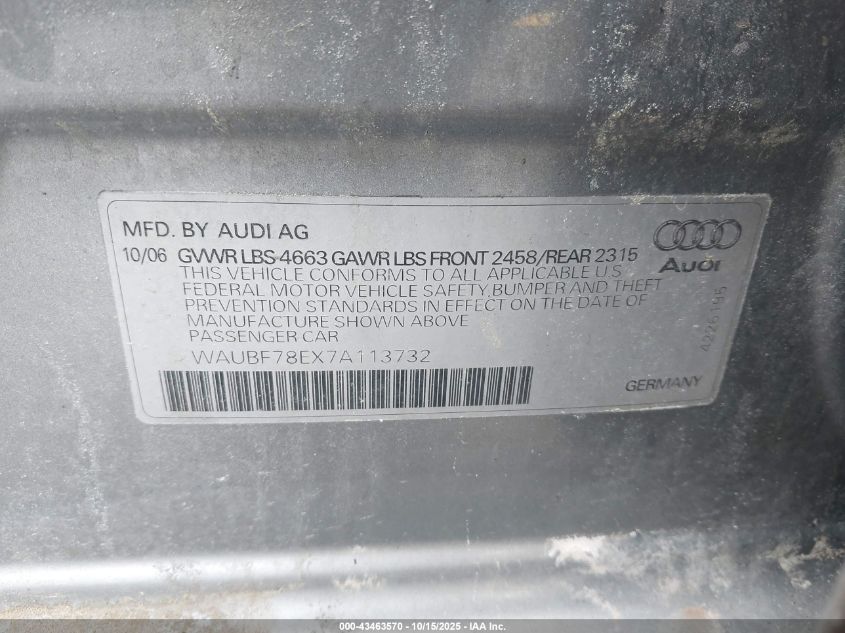 MFD. BY AUDI AG
10/06 GVWR LBS 4663 GAWR LBS FRONT 2458/REAR 2315
THIS VEHICLE CONFORMS TO ALL APPLICABLE U.S
FEDERAL MOTOR VEHICLE SAFETY,BUMPER AND THEFT
PREVENTION STANDARDS IN EFFECT ON THE DATE OF
MANUFACTURE SHOWN ABOVE
PASSENGER CAR
WAUBF78EX7A113732
Audi
4226195
GERMANY
000-43463570 - 10/15/2025 - IAA Inc.